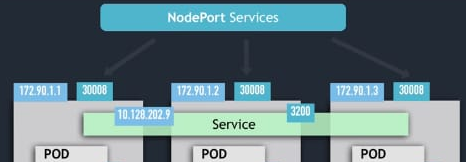 NodePort Services
172.90.1.1 30008 172.90.1.2 30008 172.90.1.3 30008
10.128.202.9 3200
Service
POD POD POD